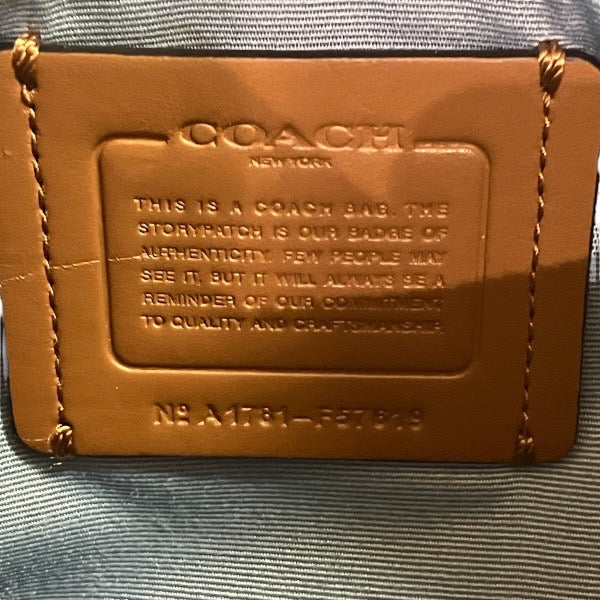 COACH
NEW YORK
THIS IS A COACH BAG. THE
STORYPATCH IS OUR BADGE OF
AUTHENTICITY. FEW PEOPLE MAY
SEE IT, BUT IT WILL ALWAYS BE A
REMINDER OF OUR COMMITMENT
TO QUALITY AND CRAFTSMANSHIP.
Nº A1781-F57619